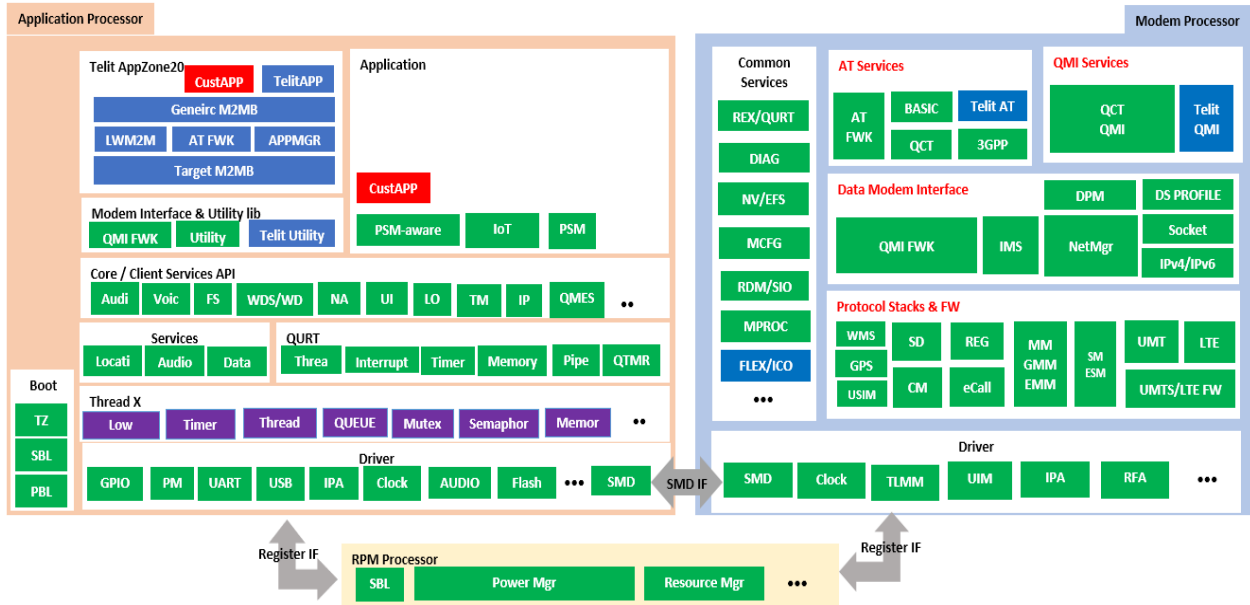 Application Processor
Modem Processor
Telit AppZone20
CustAPP
TelitAPP
Geneirc M2MB
LWM2M
AT FWK
APPMGR
Target M2MB
Application
CustAPP
PSM-aware
IoT
PSM
Modem Interface & Utility lib
QMI FWK
Utility
Telit Utility
Core / Client Services API
Audi
Voic
FS
WDS/WD
NA
UI
LO
TM
IP
QMES
••
Services
Locati
Audio
Data
QURT
Threa
Interrupt
Timer
Memory
Pipe
QTMR
Boot
TZ
SBL
PBL
Thread X
Low
Timer
Thread
QUEUE
Mutex
Semaphor
Memor
••
Driver
GPIO
PM
UART
USB
IPA
Clock
AUDIO
Flash
•••
SMD
SMD IF
Common
Services
REX/QURT
DIAG
NV/EFS
MCFG
RDM/SIO
MPROC
FLEX/ICO
•••
AT Services
AT
FWK
BASIC
Telit AT
QCT
3GPP
QMI Services
QCT
QMI
Telit
QMI
Data Modem Interface
QMI FWK
IMS
DPM
NetMgr
DS PROFILE
Socket
IPv4/IPv6
Protocol Stacks & FW
WMS
GPS
USIM
SD
CM
REG
eCall
MM
GMM
EMM
SM
ESM
UMT
LTE
UMTS/LTE FW
Driver
SMD
Clock
TLMM
UIM
IPA
RFA
•••
Register IF
Register IF
RPM Processor
SBL
Power Mgr
Resource Mgr
•••